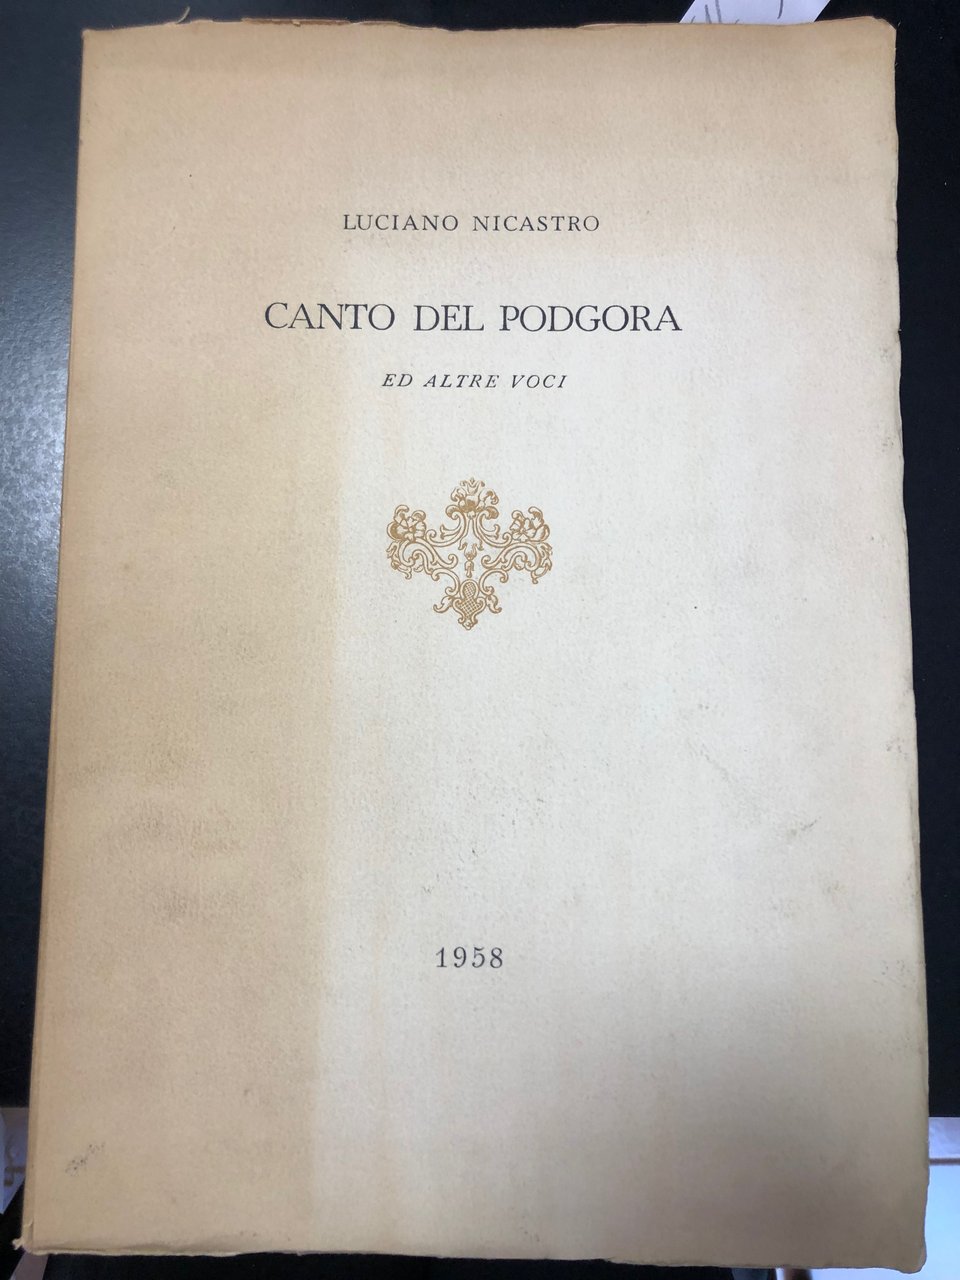 LUCIANO NICASTRO
CANTO DEL PODGORA
ED ALTRE VOCI
1958